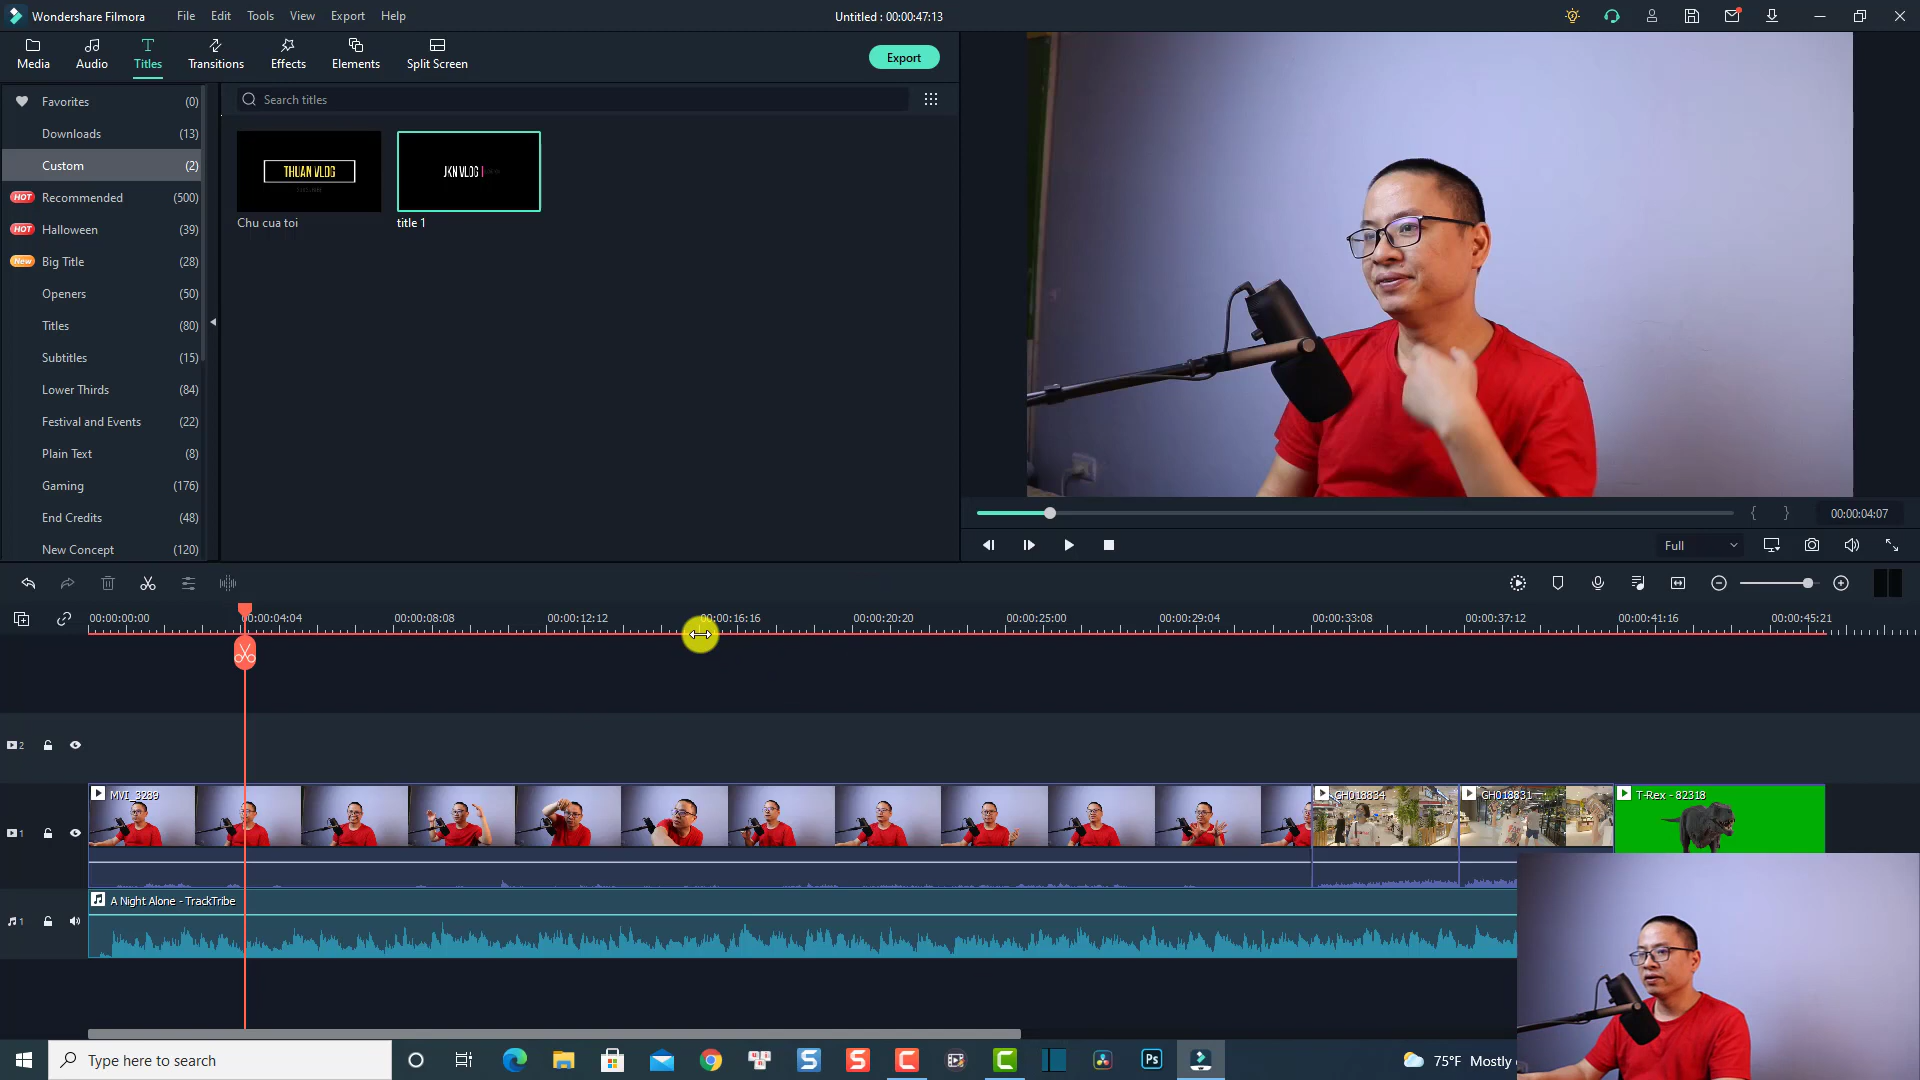 Wondershare Filmora
File
Edit
Tools
View
Export
Help
Untitled : 00:00:47:13
Media
Audio
Titles
Transitions
Effects
Elements
Split Screen
Export
Favorites (0)
Downloads (13)
Custom (2)
HOT Recommended (500)
HOT Halloween (39)
New Big Title (28)
Openers (50)
Titles (80)
Subtitles (15)
Lower Thirds (84)
Festival and Events (22)
Plain Text (8)
Gaming (176)
End Credits (48)
New Concept (120)
Search titles
THUAN VLOG
JKN VLOG
Chu cua toi
title 1
{ }
00:00:04:07
Full
00:00:00:00
00:00:04:04
00:00:08:08
00:00:12:12
00:00:16:16
00:00:20:20
00:00:25:00
00:00:29:04
00:00:33:08
00:00:37:12
00:00:41:16
00:00:45:21
2
1
MVI_3289
GH018834
GH018831
T-Rex - 82318
1
A Night Alone - TrackTribe
Type here to search
S
S
C
C
Ps
75°F Mostly